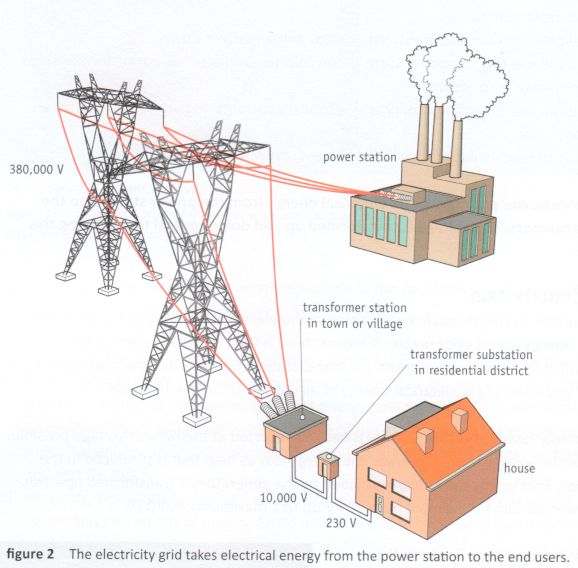 power station
380,000 V
transformer station
in town or village
transformer substation
in residential district
house
10,000 V
230 V
figure 2 The electricity grid takes electrical energy from the power station to the end users.